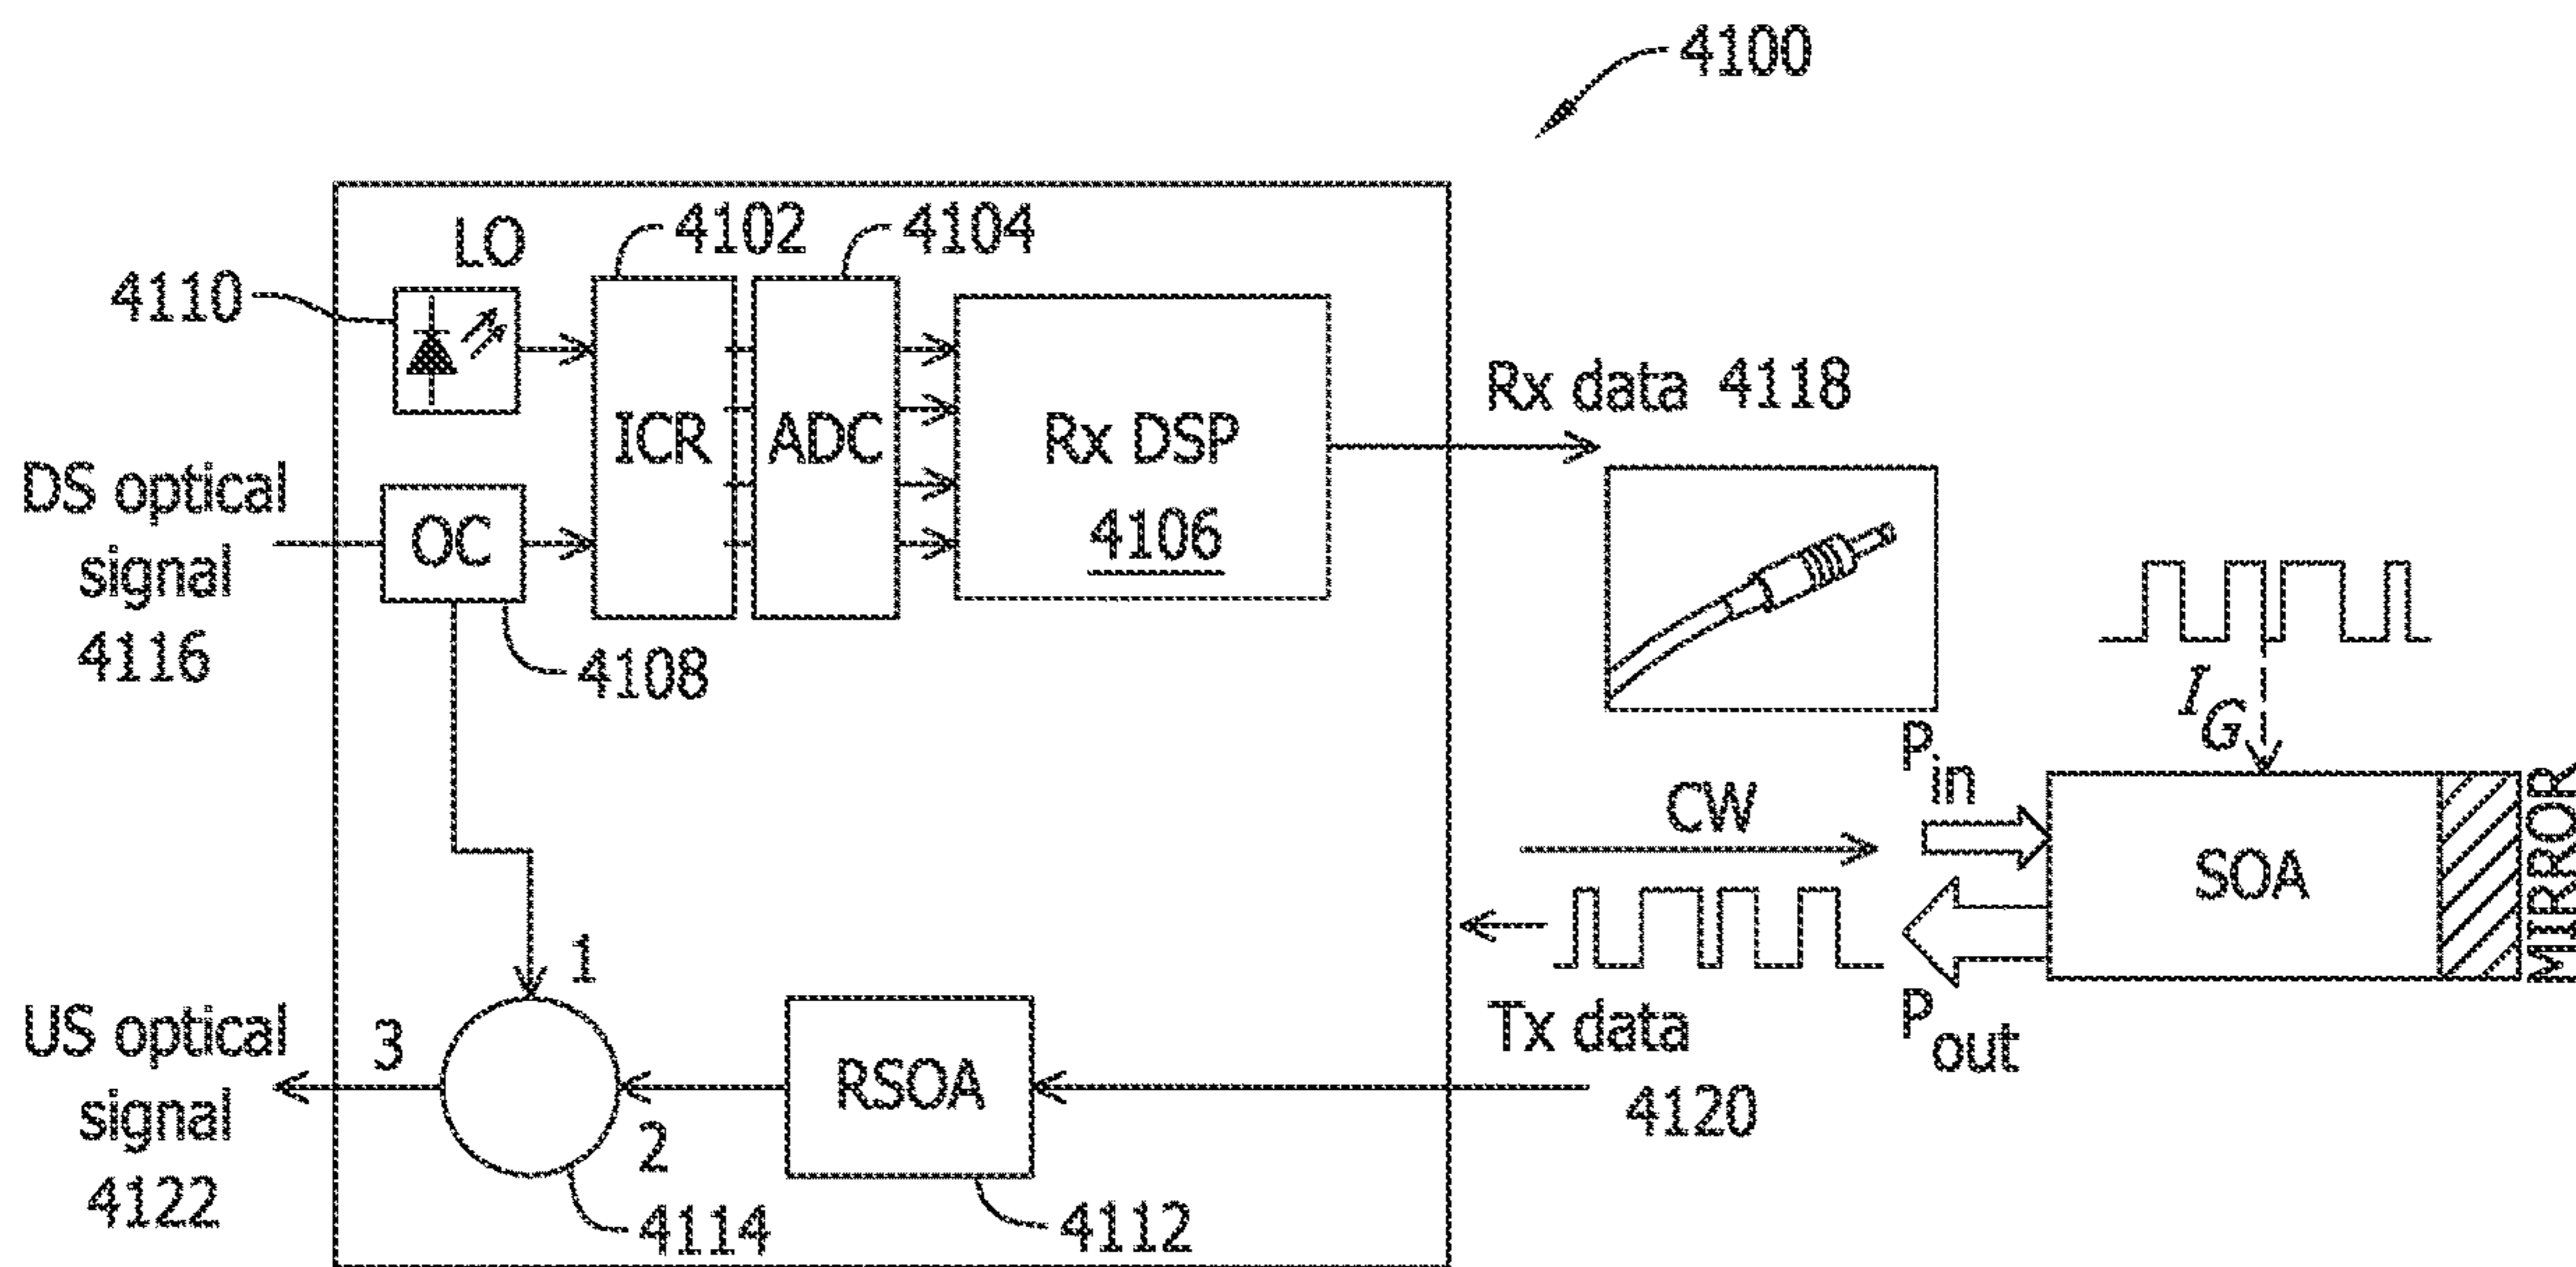 4100
LO
4102
4104
4110
ICR
ADC
Rx DSP
4106
Rx data 4118
DS optical
signal
4116
OC
4108
I_G
P_in
CW
SOA
MIRROR
P_out
Tx data
4120
1
2
3
US optical
signal
4122
RSOA
4114
4112